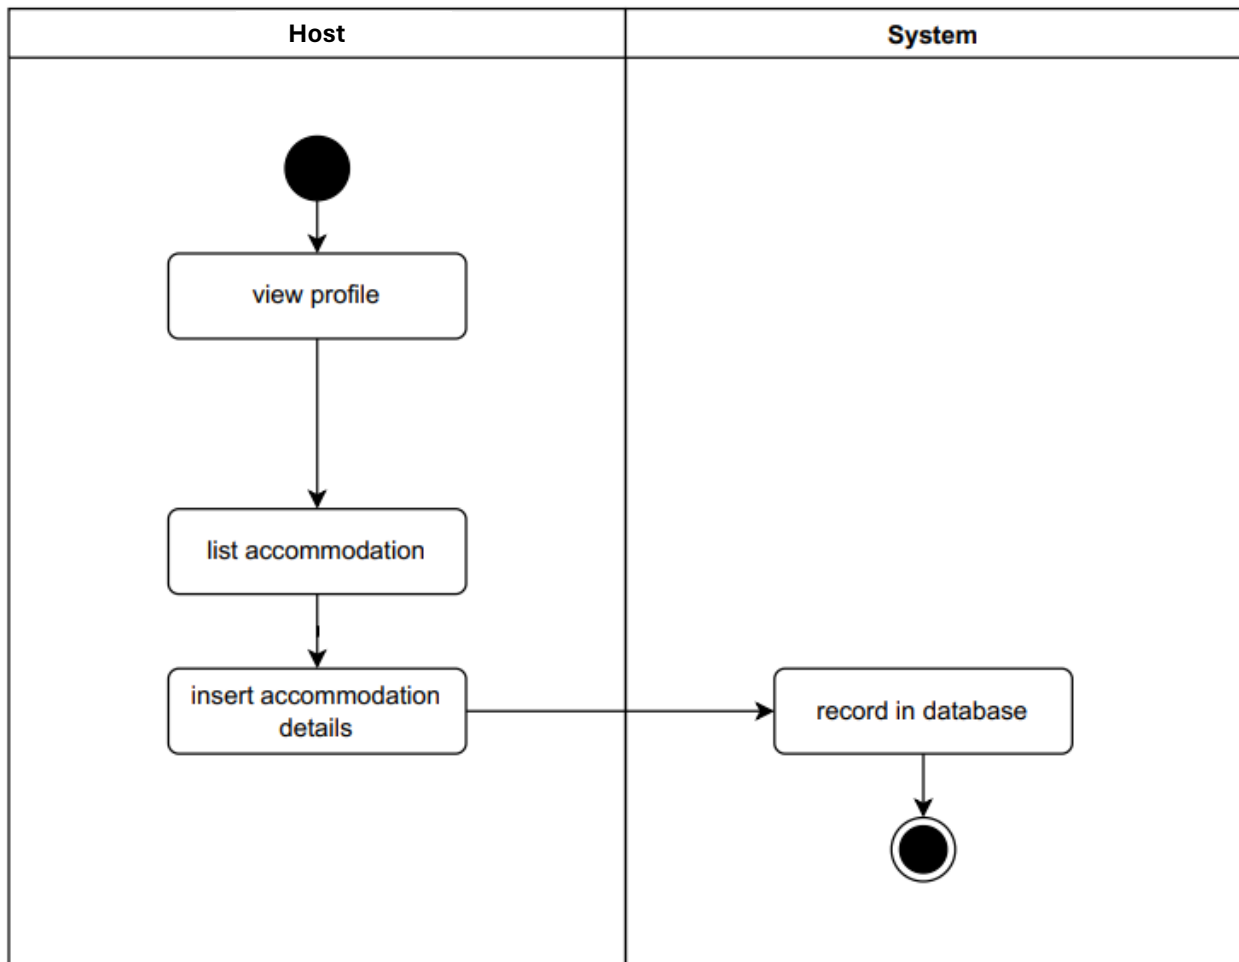 Host
System
view profile
list accommodation
insert accommodation
details
record in database